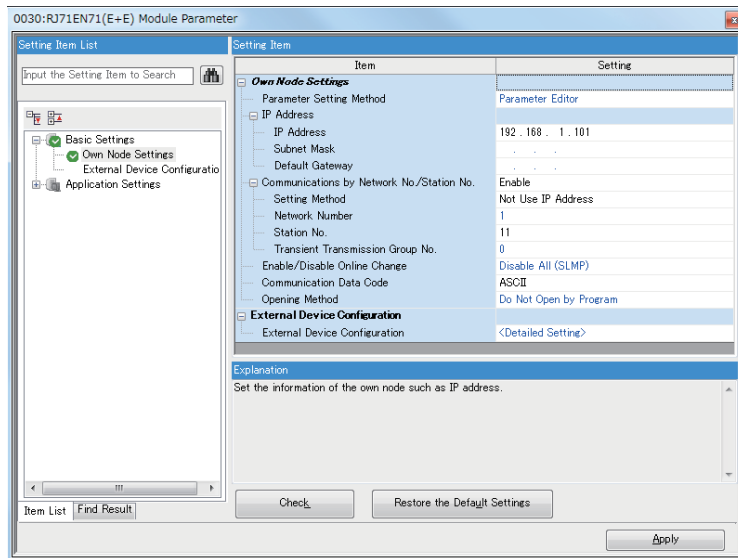 0030:RJ71EN71(E+E) Module Parameter
Setting Item List
Input the Setting Item to Search
Basic Settings
Own Node Settings
External Device Configuratio
Application Settings
Item List
Find Result
Setting Item
Item Setting
Own Node Settings
Parameter Setting Method Parameter Editor
IP Address
IP Address 192 . 168 . 1 . 101
Subnet Mask . . .
Default Gateway . . .
Communications by Network No./Station No. Enable
Setting Method Not Use IP Address
Network Number 1
Station No. 11
Transient Transmission Group No. 0
Enable/Disable Online Change Disable All (SLMP)
Communication Data Code ASCII
Opening Method Do Not Open by Program
External Device Configuration
External Device Configuration <Detailed Setting>
Explanation
Set the information of the own node such as IP address.
Check
Restore the Default Settings
Apply